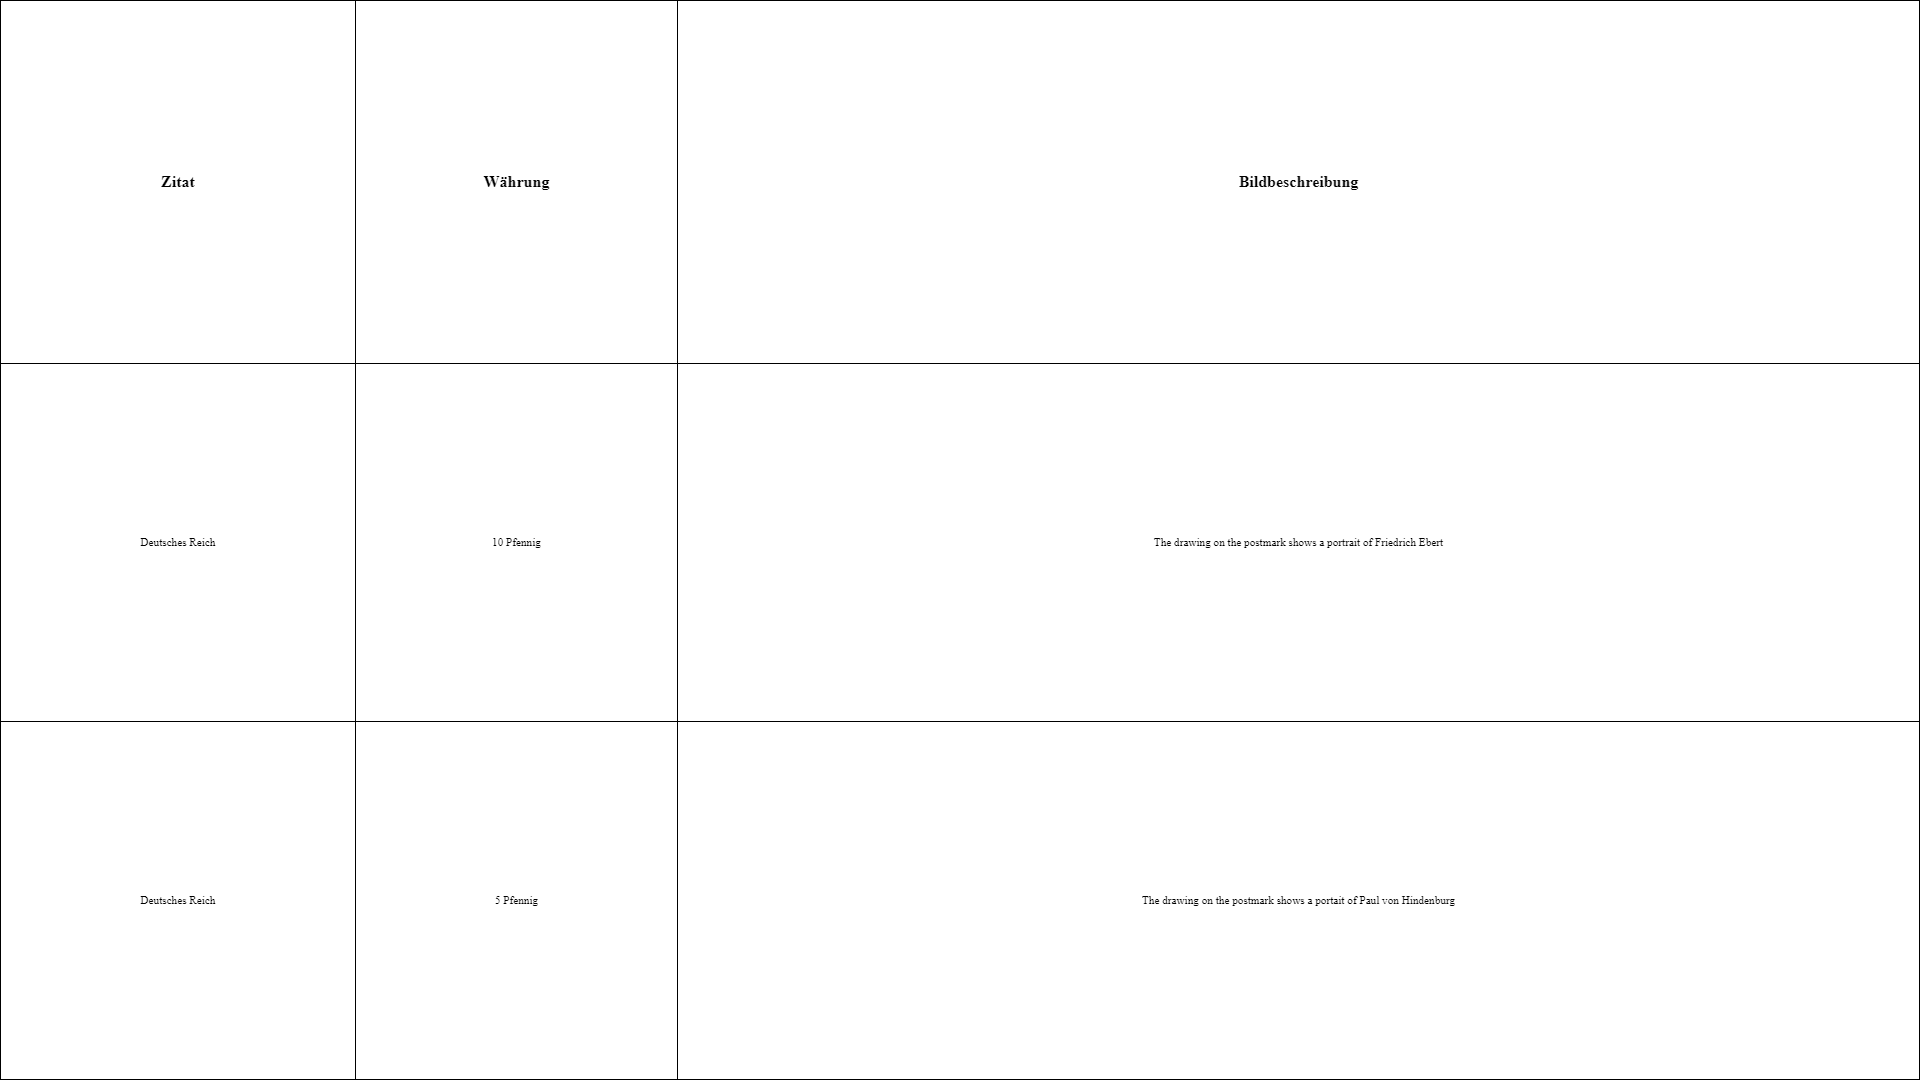 Zitat
Währung
Bildbeschreibung
Deutsches Reich
10 Pfennig
The drawing on the postmark shows a portrait of Friedrich Ebert
Deutsches Reich
5 Pfennig
The drawing on the postmark shows a portait of Paul von Hindenburg